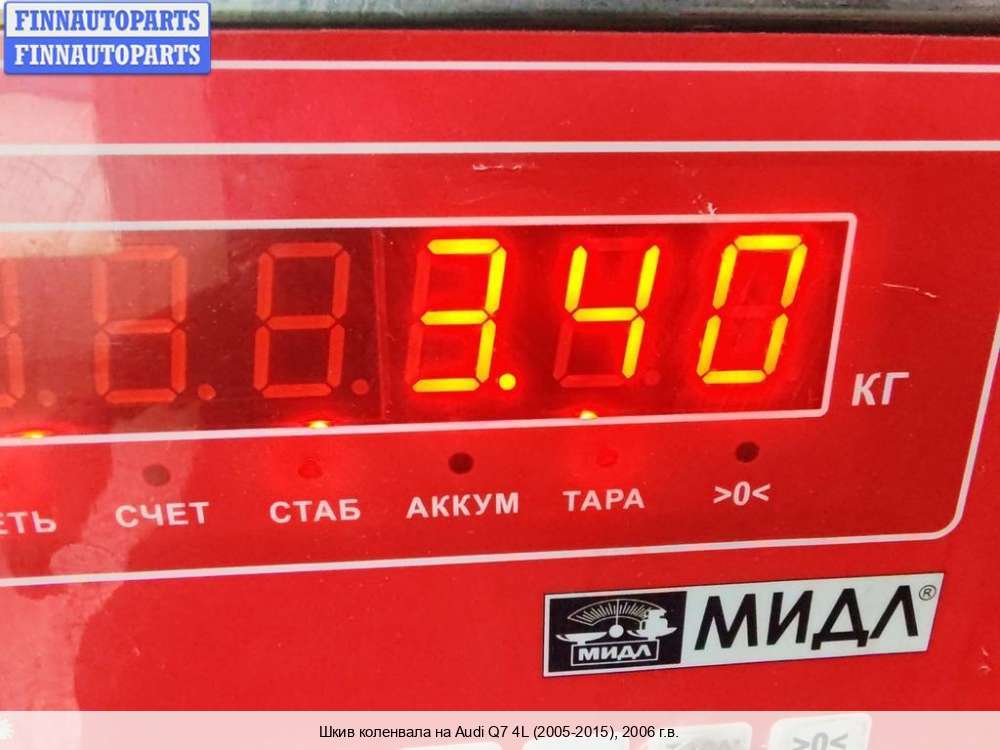 FINNAUTOPARTS
FINNAUTOPARTS
3.40
КГ
СЧЕТ СТАБ АККУМ ТАРА >0<
МИДЛ МИДЛ®
>0<
Шкив коленвала на Audi Q7 4L (2005-2015), 2006 г.в.